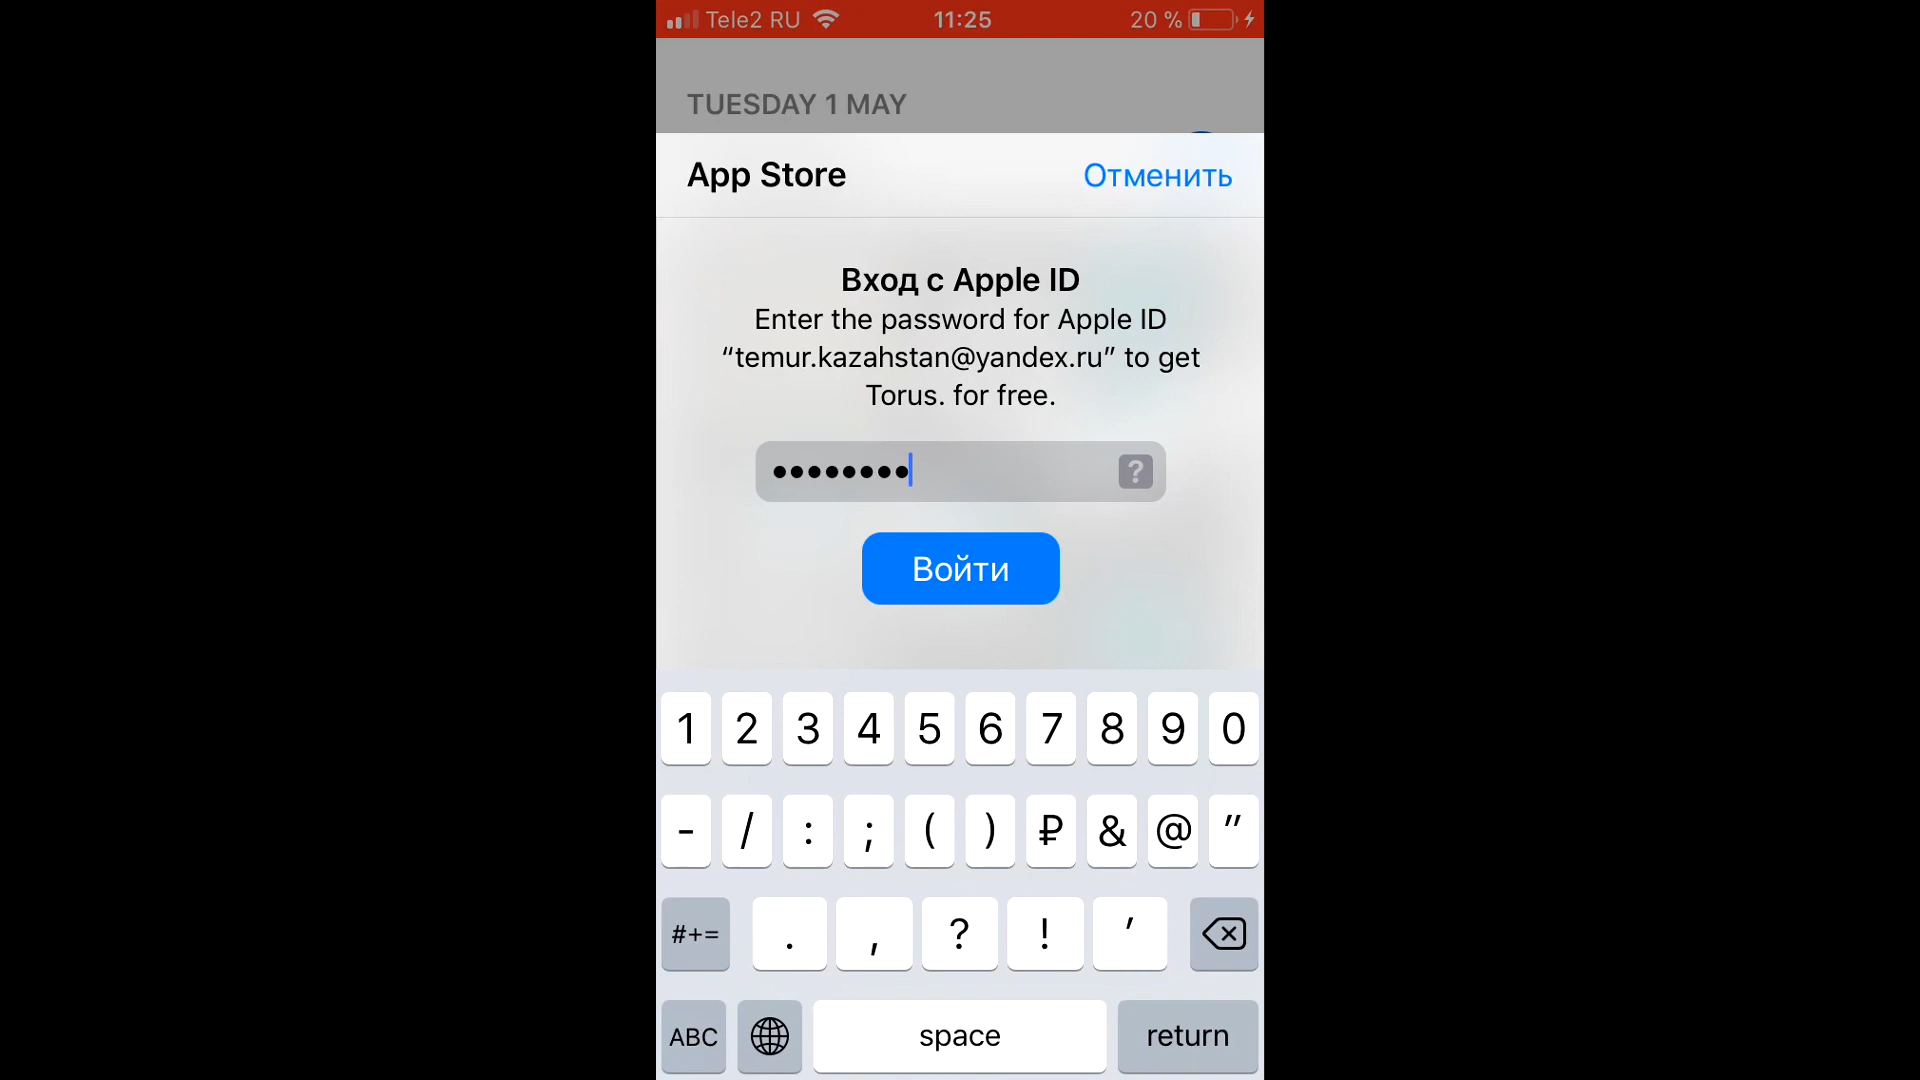 Tele2 RU 11:25 20 %
TUESDAY 1 MAY
App Store Отменить
Вход с Apple ID
Enter the password for Apple ID
“temur.kazahstan@yandex.ru” to get
Torus. for free.
••••••••
?
Войти
1 2 3 4 5 6 7 8 9 0
- / : ; ( ) ₽ & @ ”
#+= . , ? ! ’
ABC space return